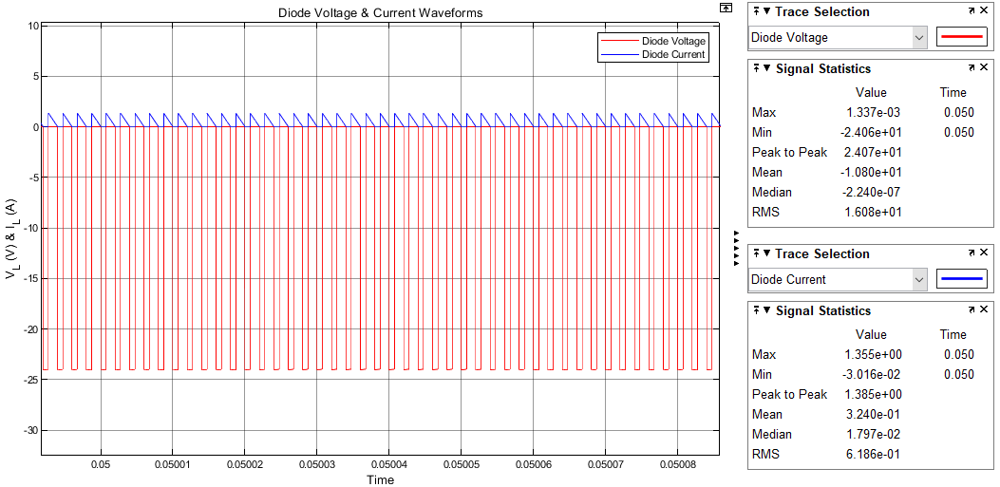 Diode Voltage & Current Waveforms
Diode Voltage
Diode Current
10
5
0
-5
-10
-15
-20
-25
-30
V_L (V) & I_L (A)
0.05 0.05001 0.05002 0.05003 0.05004 0.05005 0.05006 0.05007 0.05008
Time
Trace Selection
Diode Voltage
Signal Statistics
Value Time
Max 1.337e-03 0.050
Min -2.406e+01 0.050
Peak to Peak 2.407e+01
Mean -1.080e+01
Median -2.240e-07
RMS 1.608e+01
Trace Selection
Diode Current
Signal Statistics
Value Time
Max 1.355e+00 0.050
Min -3.016e-02 0.050
Peak to Peak 1.385e+00
Mean 3.240e-01
Median 1.797e-02
RMS 6.186e-01